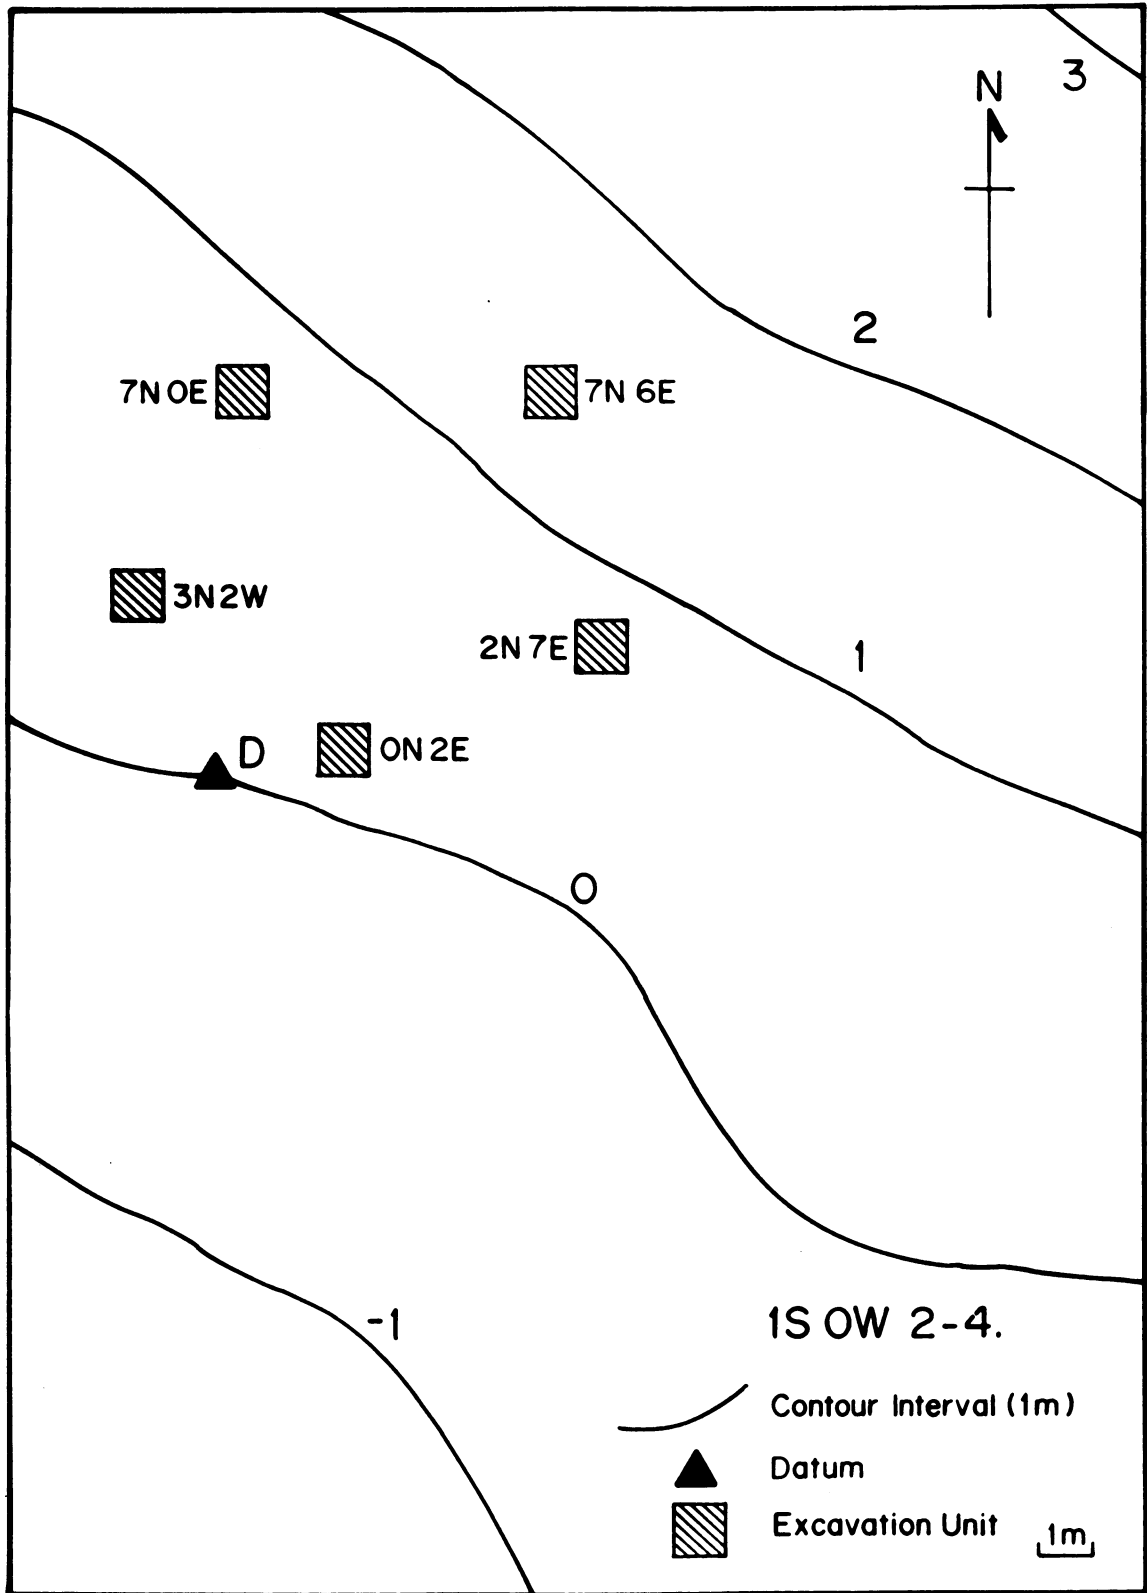 3
N
2
7N 0E
7N 6E
3N 2W
2N 7E
1
D
0N 2E
0
-1
1S 0W 2-4.
Contour Interval (1m)
Datum
Excavation Unit
1m